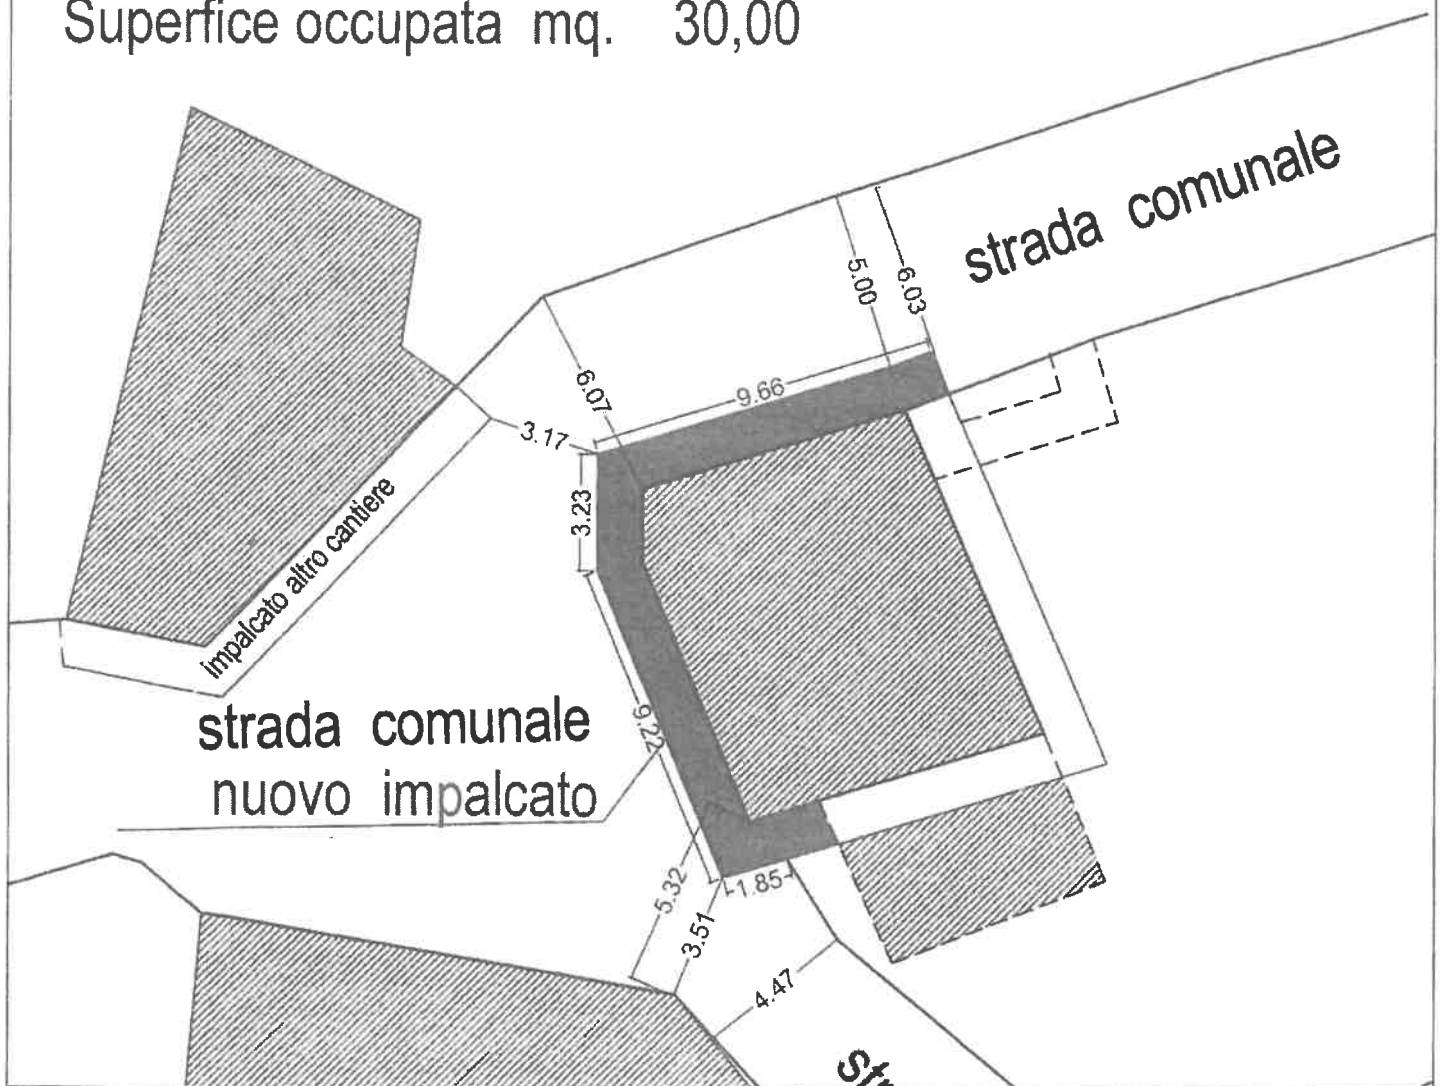 Superfice occupata mq. 30,00
strada comunale
5.00
6.03
9.66
6.07
3.17
3.23
impalcato altro cantiere
9.22
strada comunale
nuovo impalcato
5.32
1.85
3.51
4.47